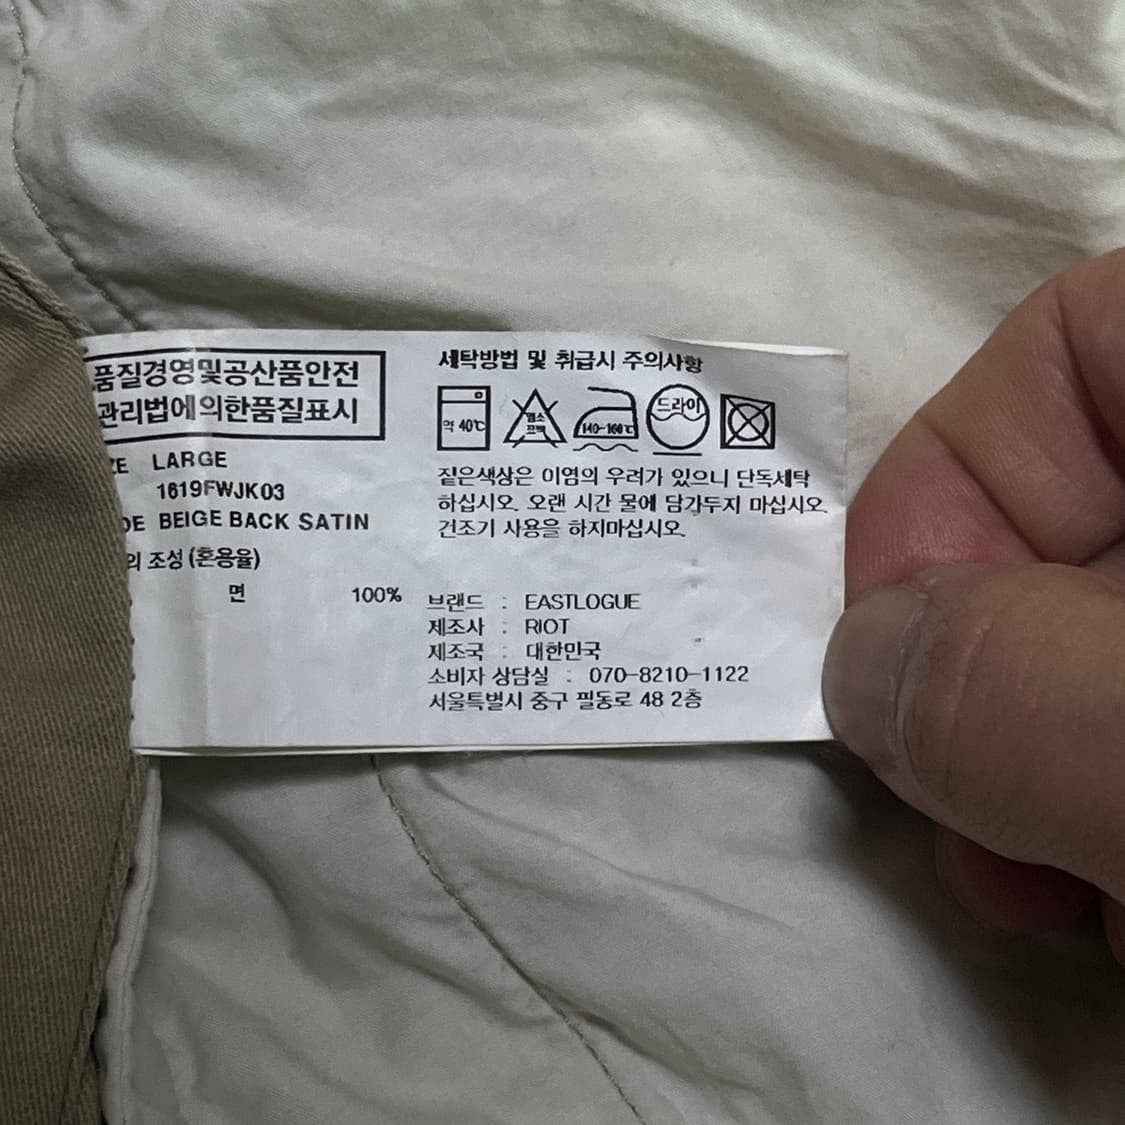 품질경영및공산품안전
관리법에의한품질표시
ZE LARGE
1619FWJK03
DE BEIGE BACK SATIN
의 조성 (혼용율)
면 100%
세탁방법 및 취급시 주의사항
약 40℃ 염소 표백 140-160℃ 드라이
짙은색상은 이염의 우려가 있으니 단독세탁
하십시오. 오랜 시간 물에 담가두지 마십시오.
건조기 사용을 하지마십시오.
브랜드 : EASTLOGUE
제조사 : RIOT
제조국 : 대한민국
소비자 상담실 : 070-8210-1122
서울특별시 중구 필동로 48 2층